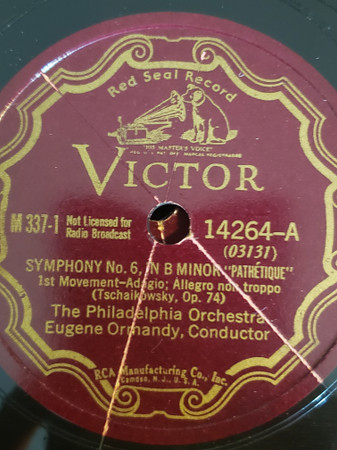 Red Seal Record
"HIS MASTER'S VOICE"
VICTOR
M 337-1 Not Licensed for Radio Broadcast
14264-A
(03131)
SYMPHONY No. 6, IN B MINOR "PATHÉTIQUE"
1st Movement—Adagio; Allegro non troppo
(Tschaikowsky, Op. 74)
The Philadelphia Orchestra
Eugene Ormandy, Conductor
RCA Manufacturing Co., Inc.
Camden, N. J., U. S. A.